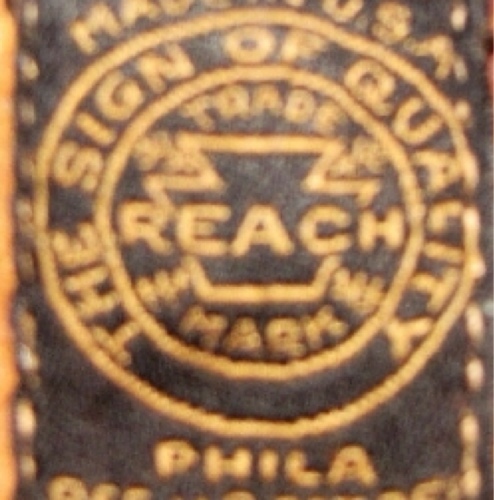 MADE IN U.S.A.
THE SIGN OF QUALITY
TRADE
REACH
MARK
PHILA